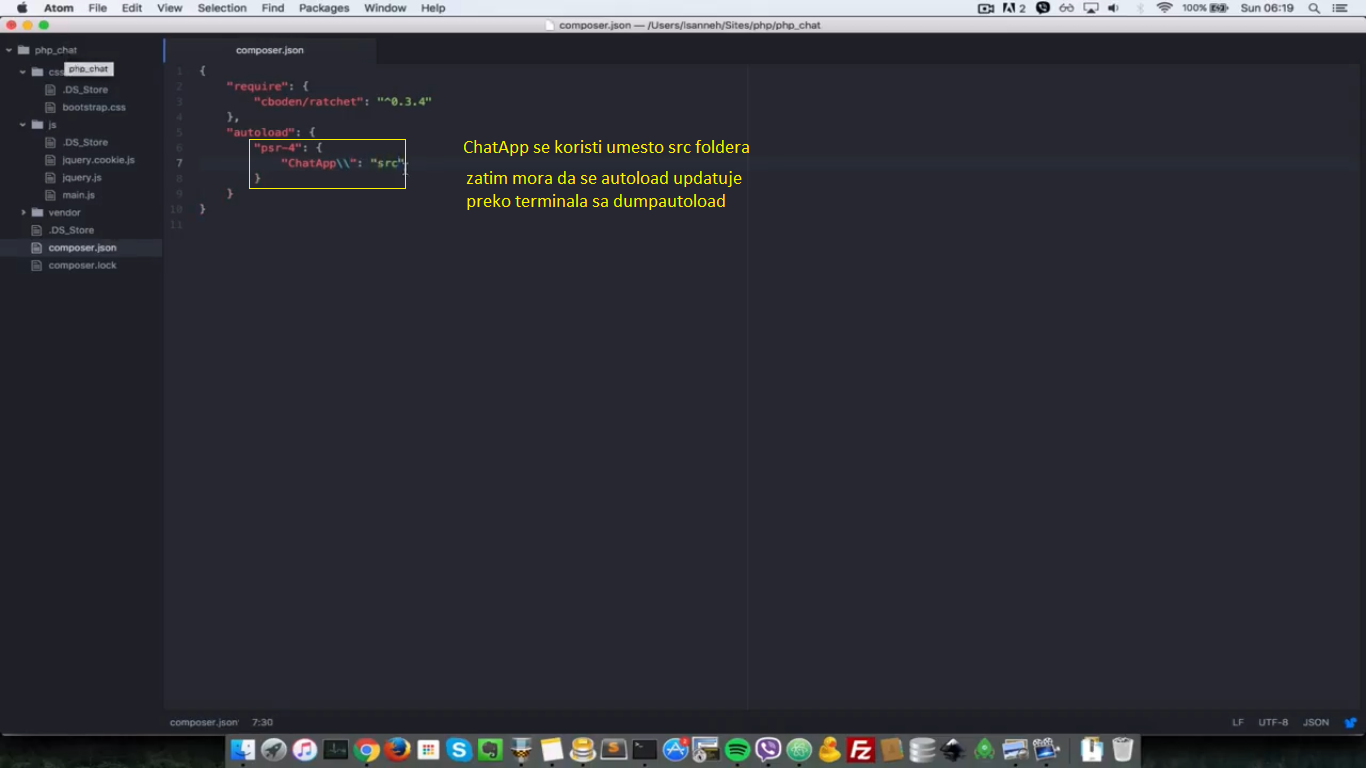 Atom File Edit View Selection Find Packages Window Help 2 100% Sun 06:19
composer.json — /Users/lsanneh/Sites/php/php_chat
php_chat
css
php_chat
.DS_Store
bootstrap.css
js
.DS_Store
jquery.cookie.js
jquery.js
main.js
vendor
.DS_Store
composer.json
composer.lock
composer.json
1 {
2 "require": {
3 "cboden/ratchet": "^0.3.4"
4 },
5 "autoload": {
6 "psr-4": {
7 "ChatApp\\": "src"
8 }
9 }
10 }
11
ChatApp se koristi umesto src foldera
zatim mora da se autoload updatuje
preko terminala sa dumpautoload
composer.json 7:30 LF UTF-8 JSON